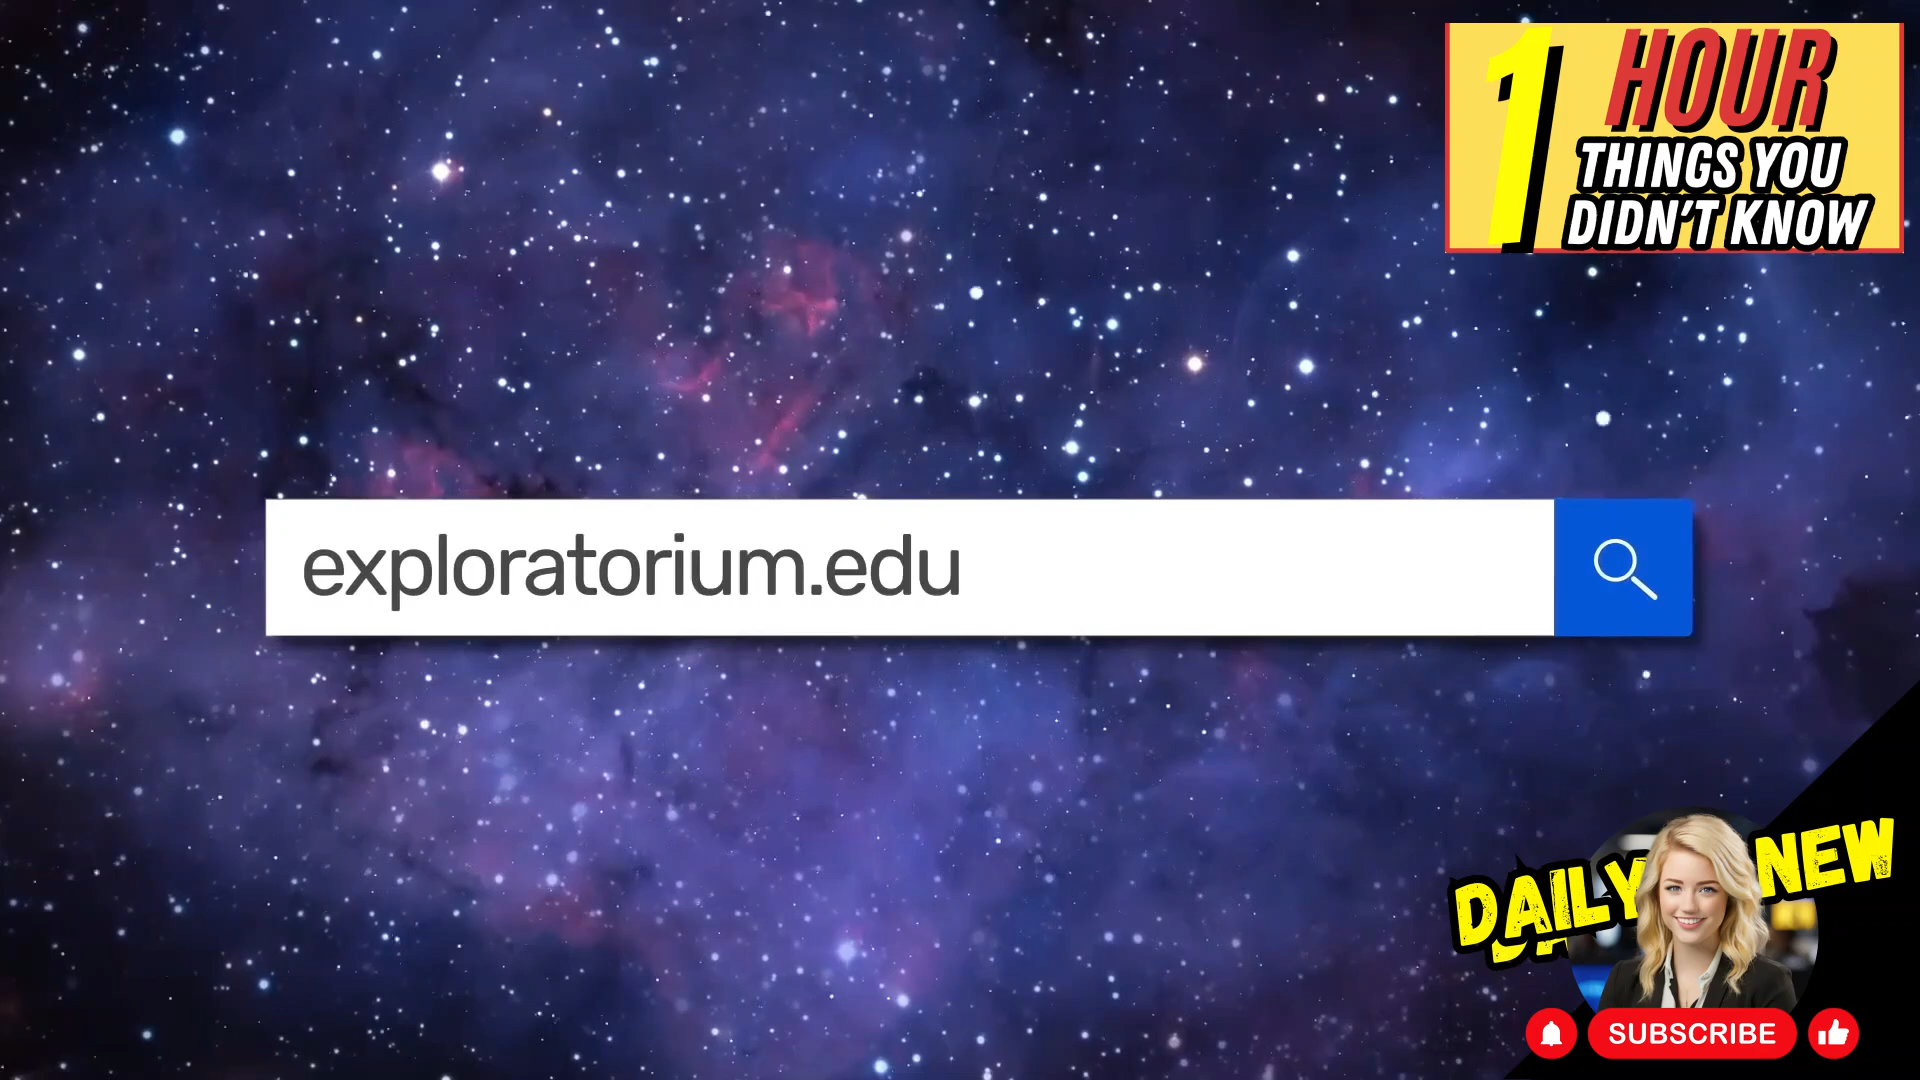 1 HOUR
THINGS YOU
DIDN'T KNOW
exploratorium.edu
DAILY NEW
SUBSCRIBE